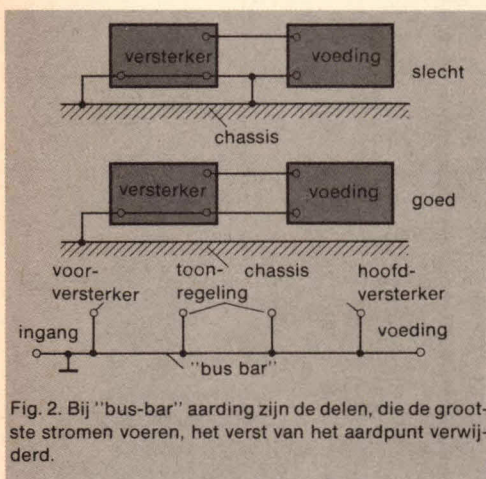 versterker voeding slecht
chassis
versterker voeding goed
voor- toon- chassis hoofd-
versterker regeling versterker
ingang voeding
"bus bar"
Fig. 2. Bij "bus-bar" aarding zijn de delen, die de groot-
ste stromen voeren, het verst van het aardpunt verwij-
derd.